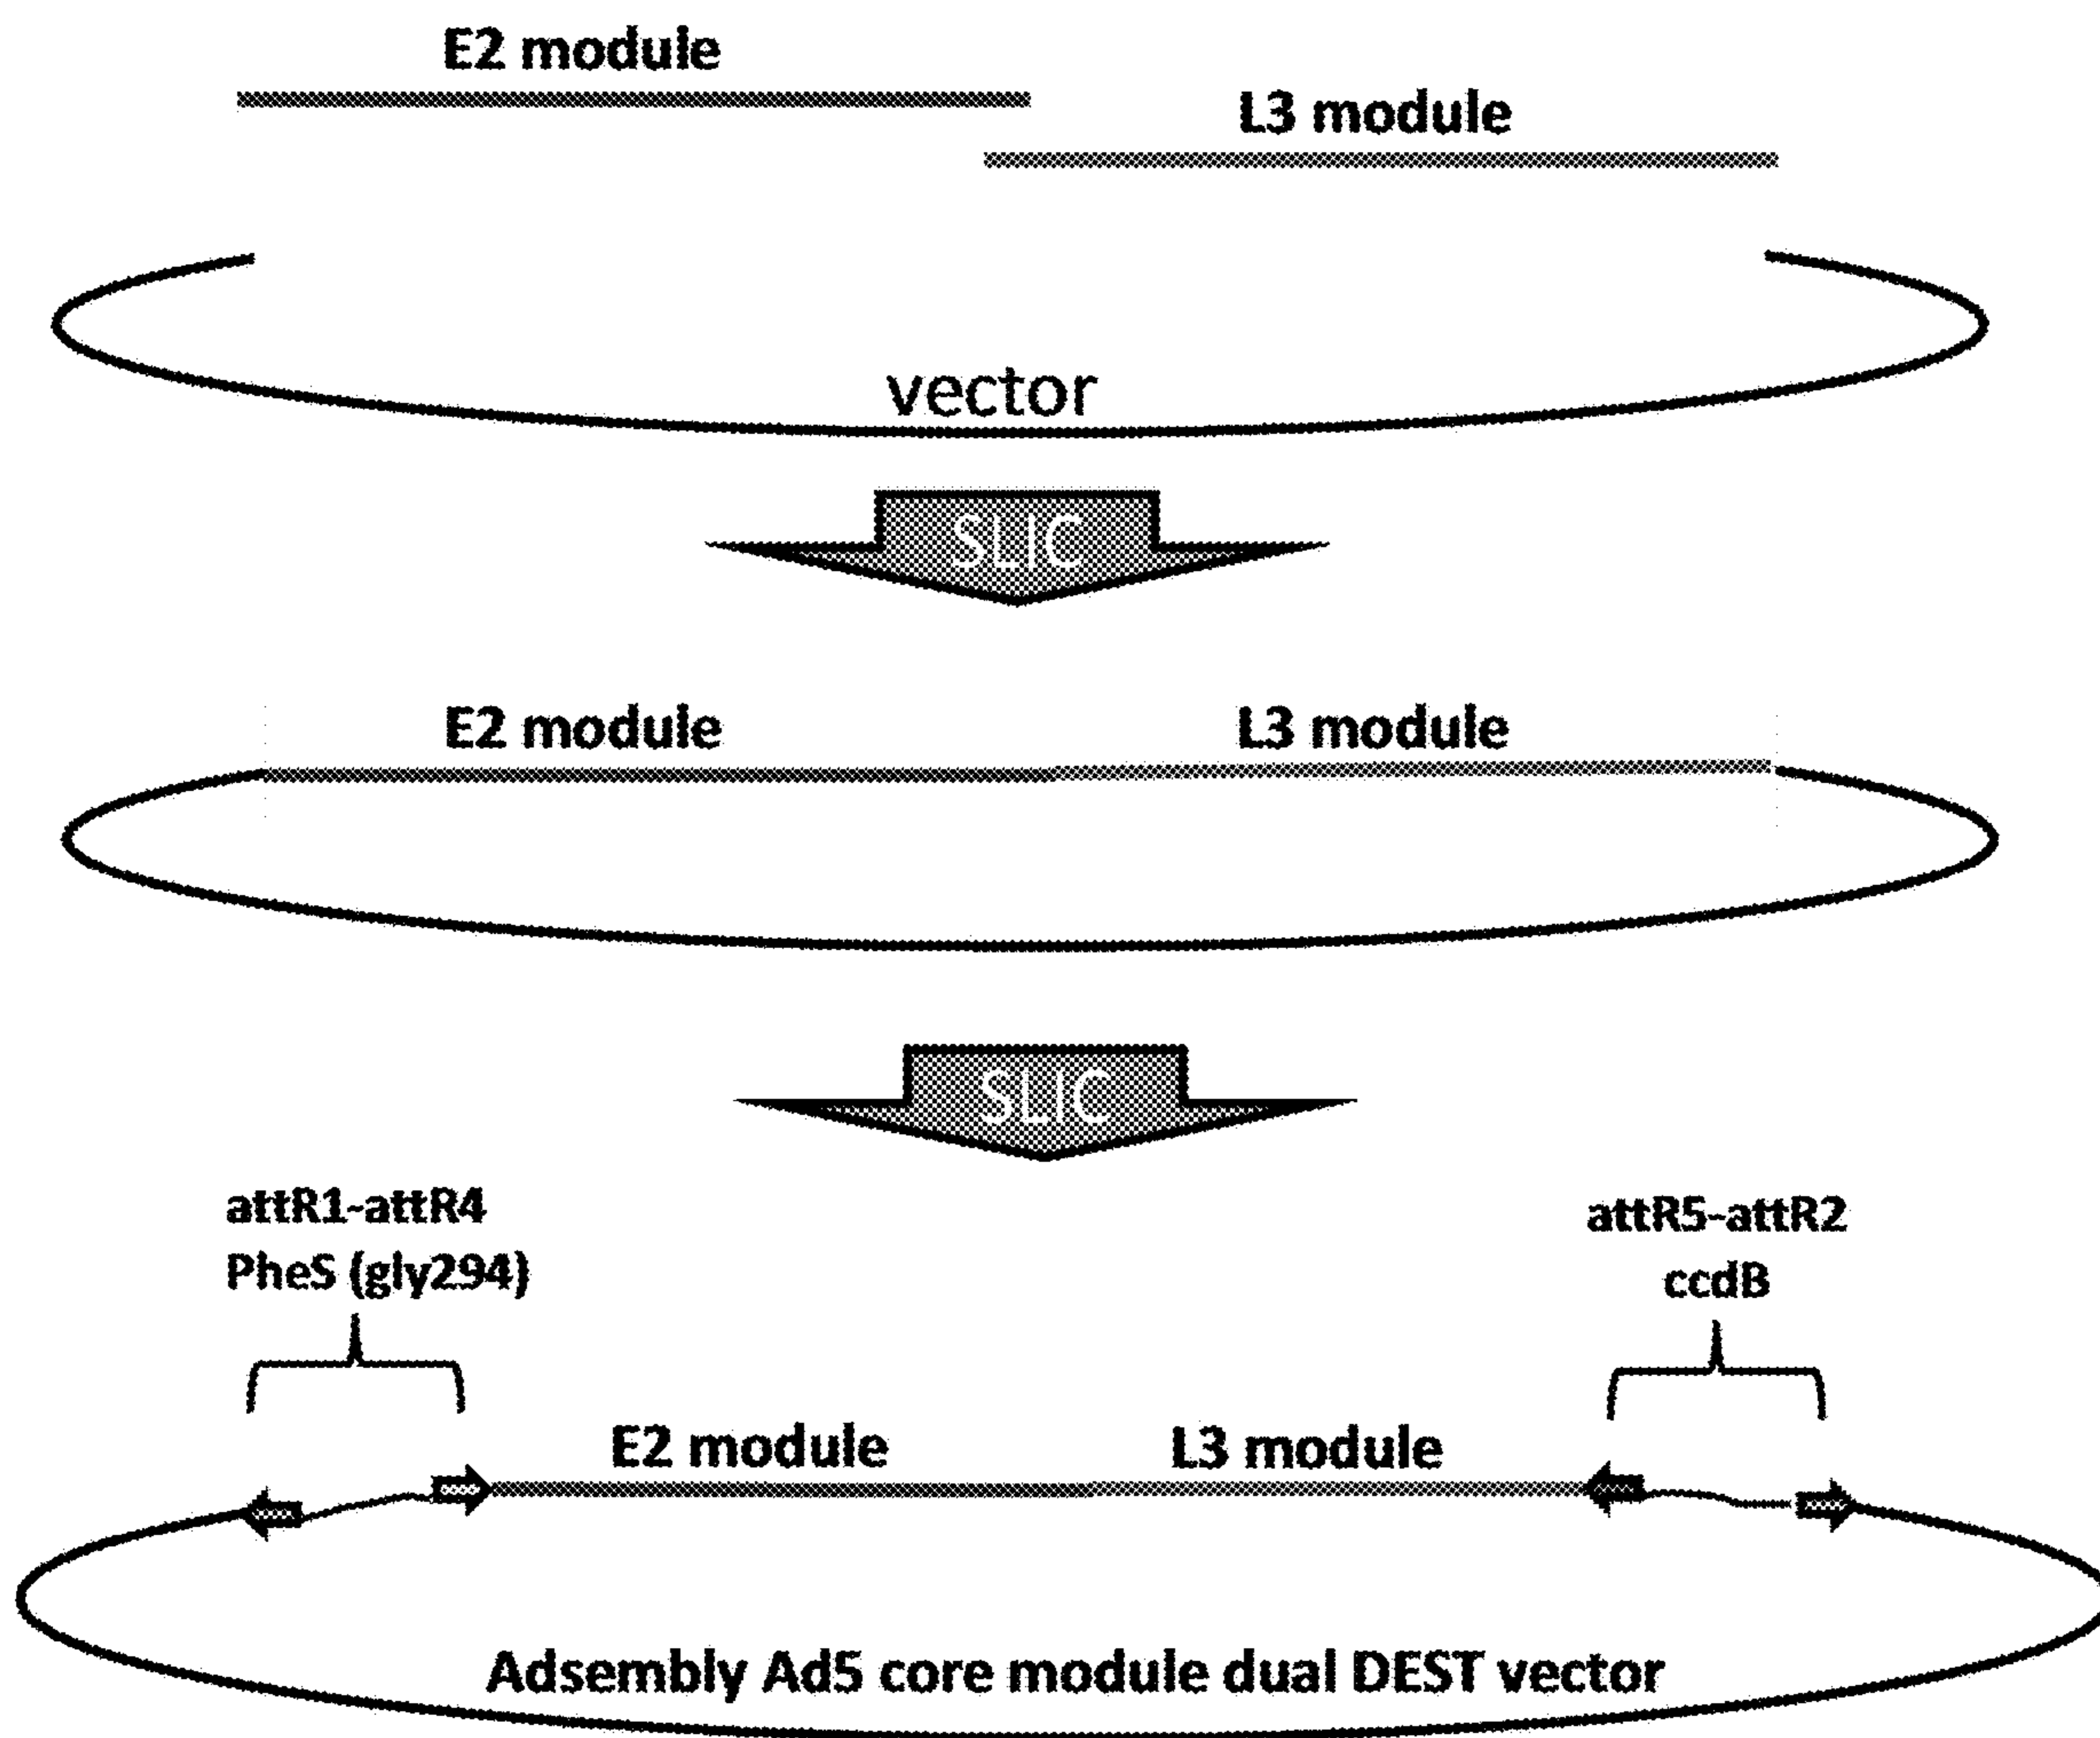 E2 module
L3 module
vector
SLIC
E2 module
L3 module
SLIC
attR1-attR4
PheS (gly294)
attR5-attR2
ccdB
E2 module
L3 module
Adsembly Ad5 core module dual DEST vector